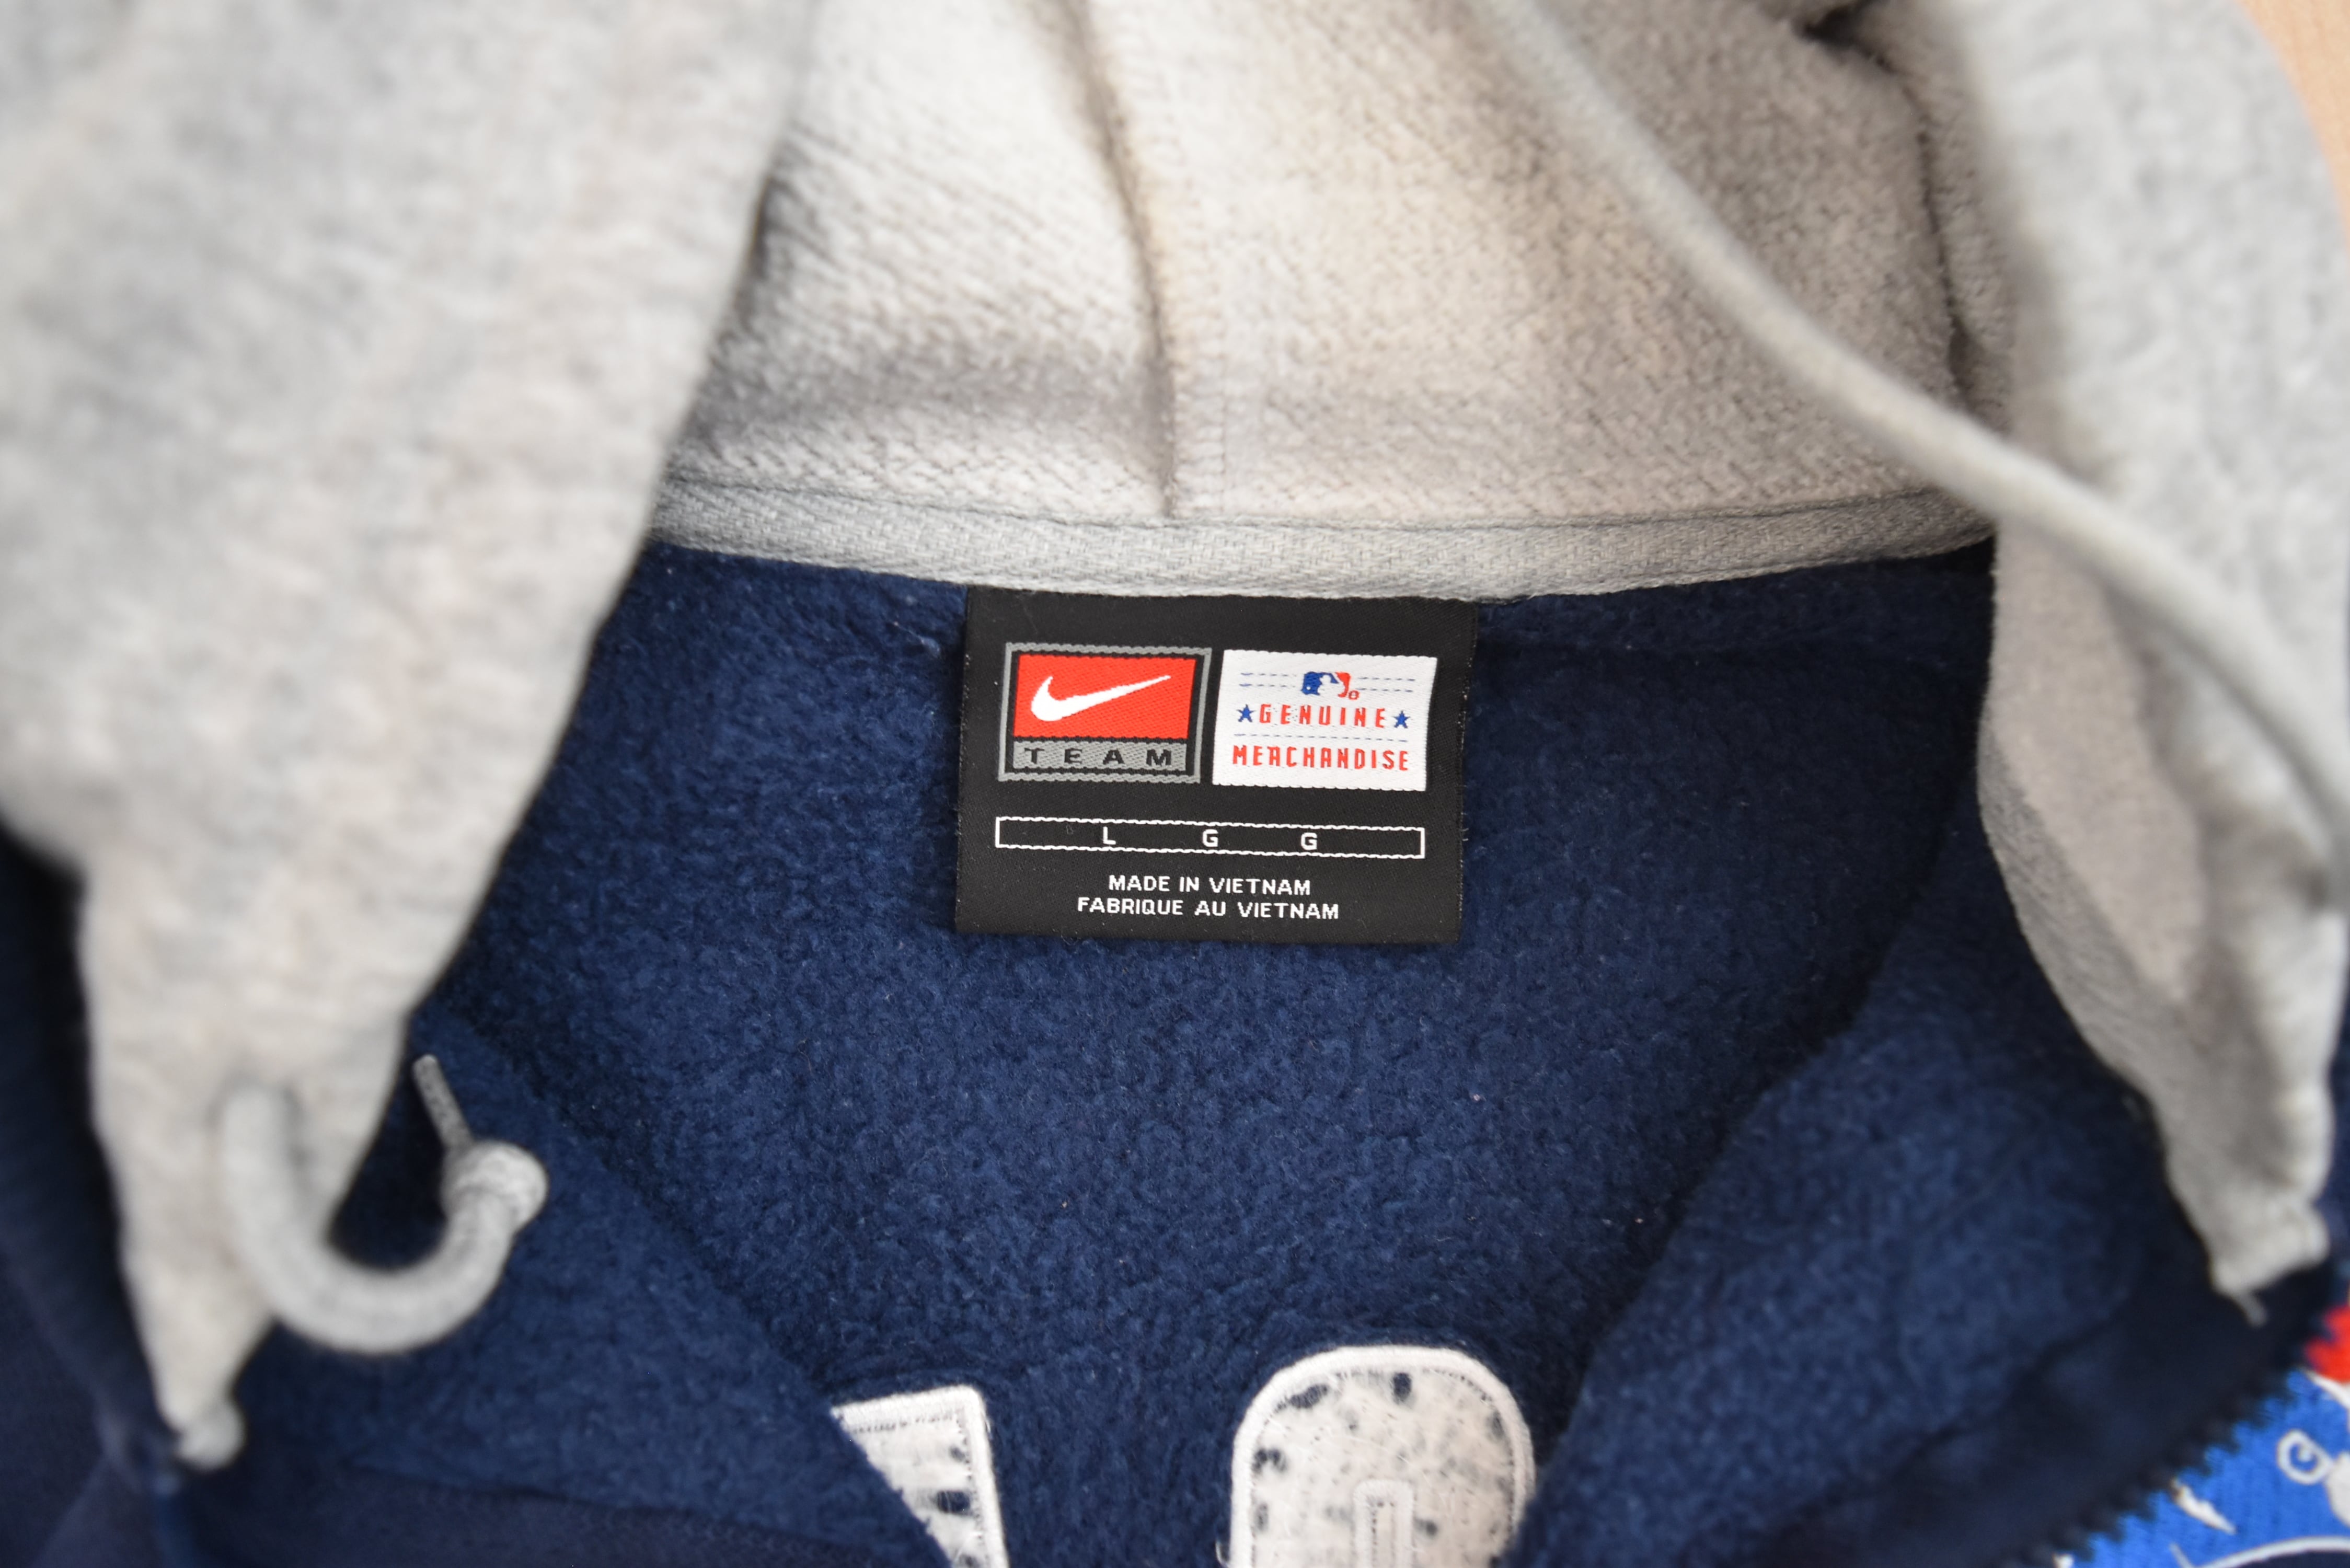 TEAM
GENUINE
MERCHANDISE
L G G
MADE IN VIETNAM
FABRIQUE AU VIETNAM